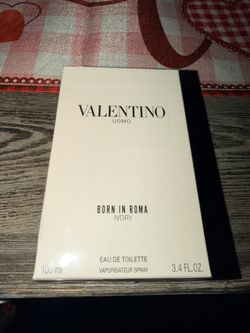 VALENTINO
UOMO
BORN IN ROMA
IVORY
EAU DE TOILETTE
100 ml VAPORISATEUR SPRAY 3.4 FL.OZ.